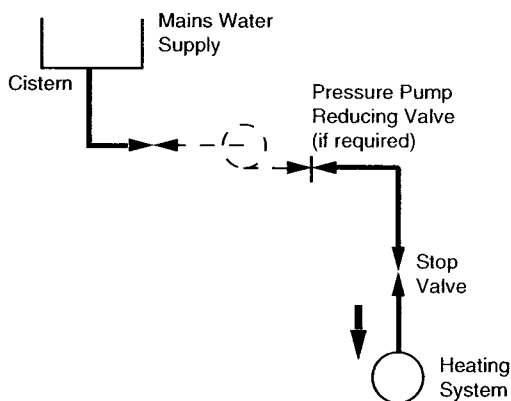 Mains Water
Supply
Cistern
Pressure Pump
Reducing Valve
(if required)
Stop
Valve
Heating
System